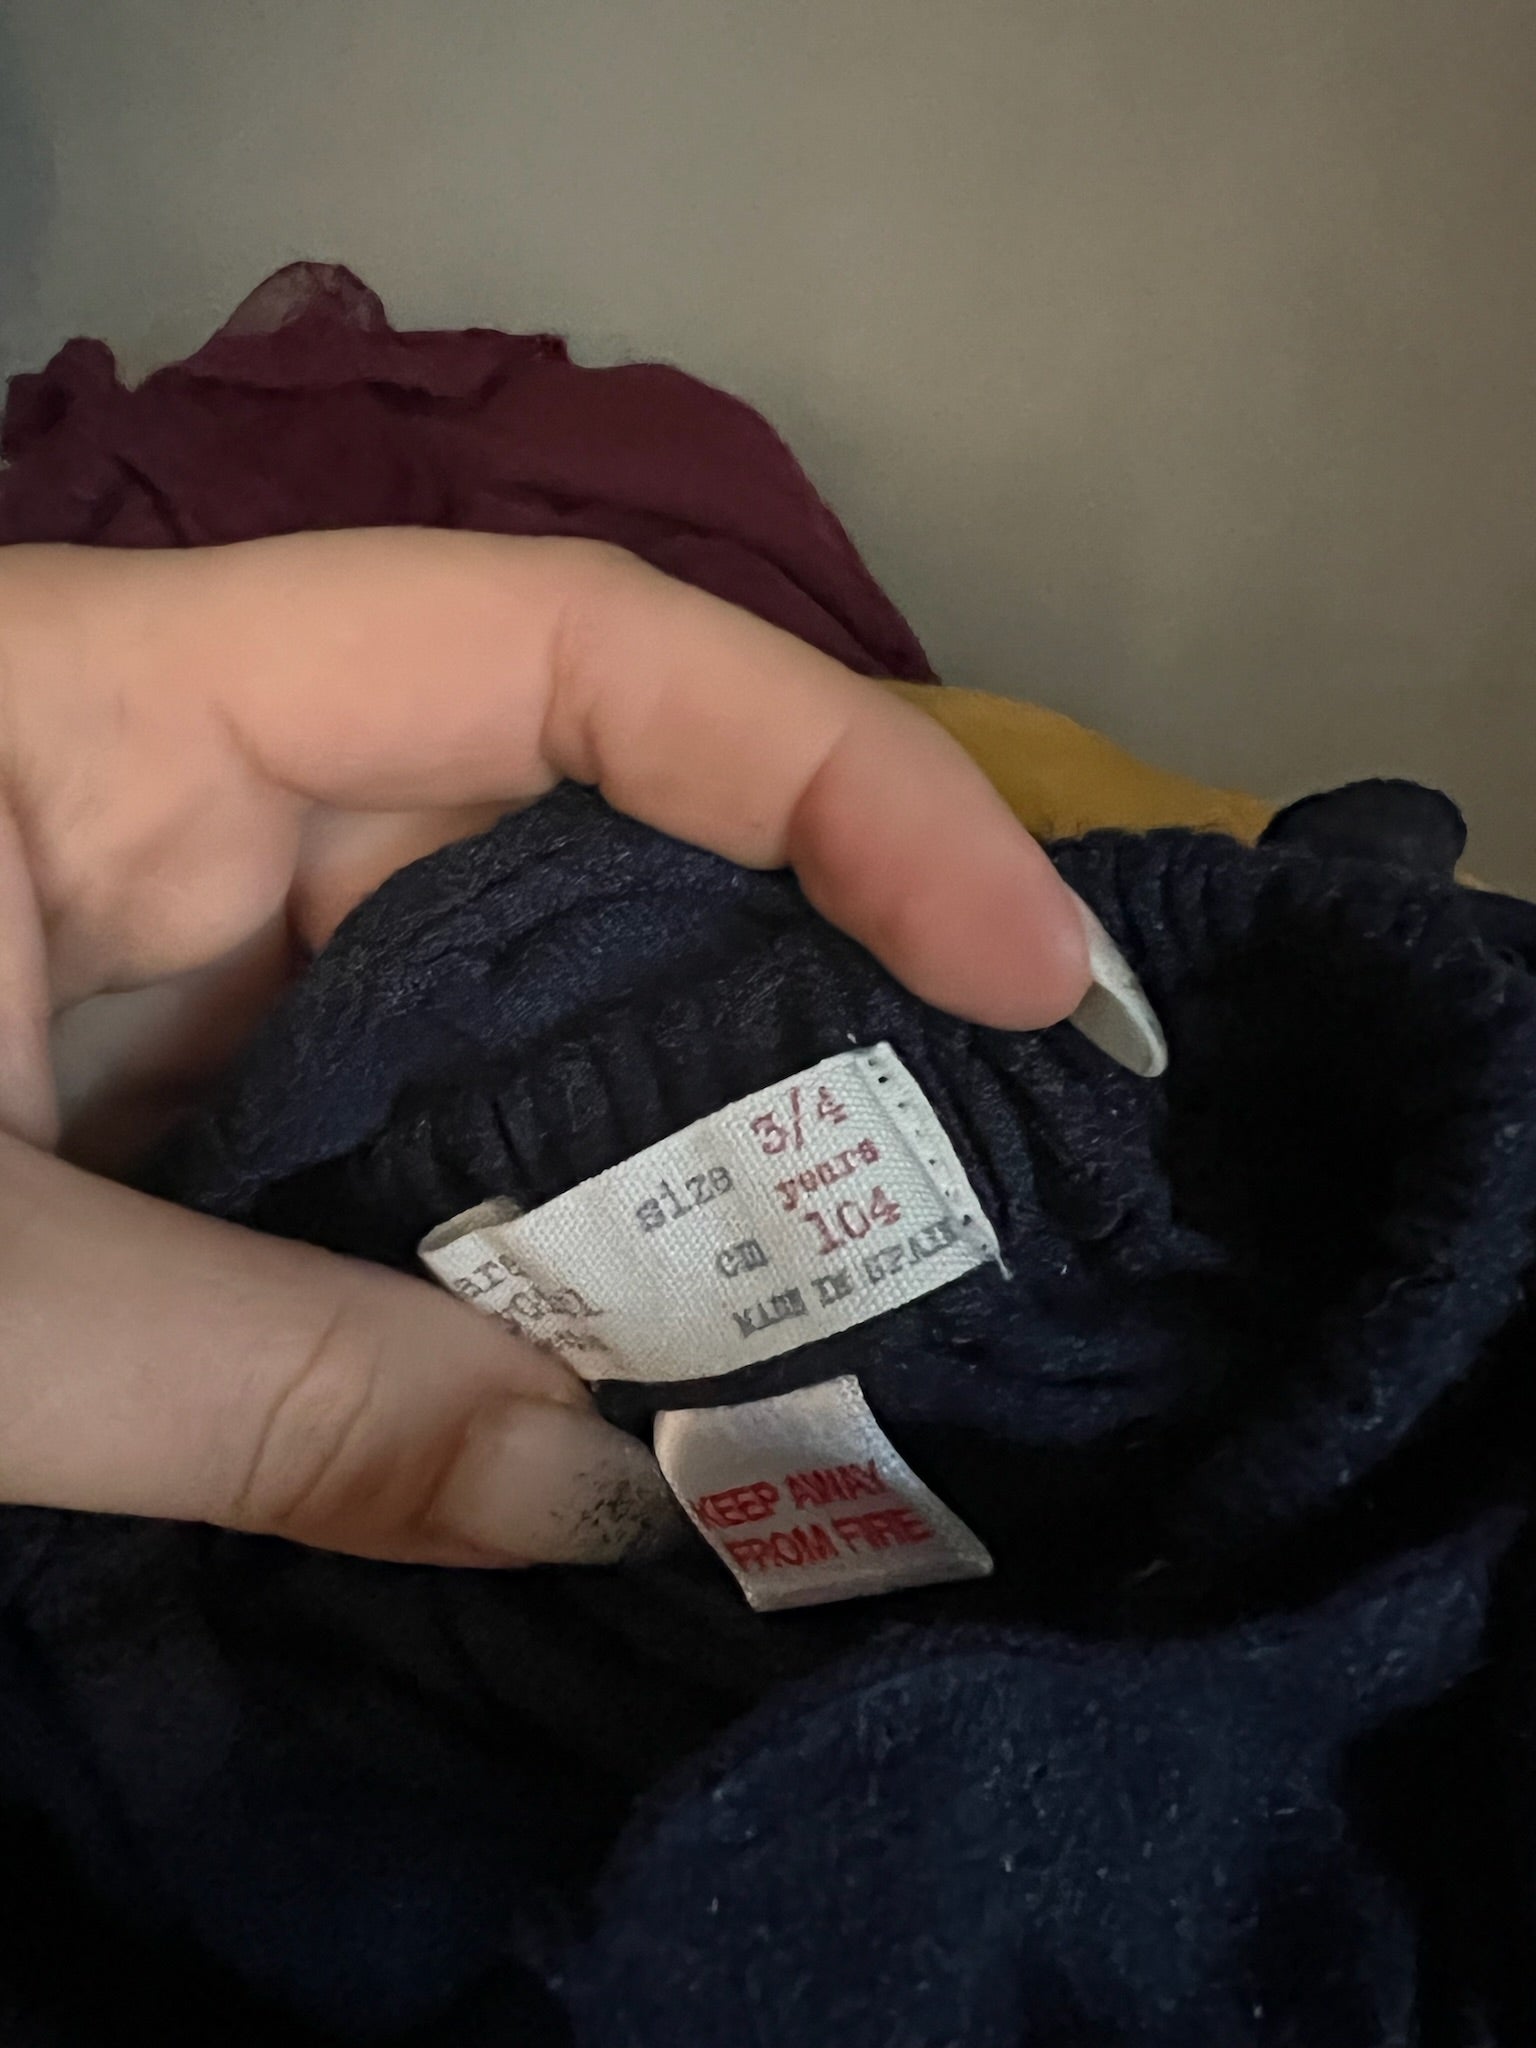 size 3/4
years
cm 104
MADE IN SPAIN
KEEP AWAY
FROM FIRE